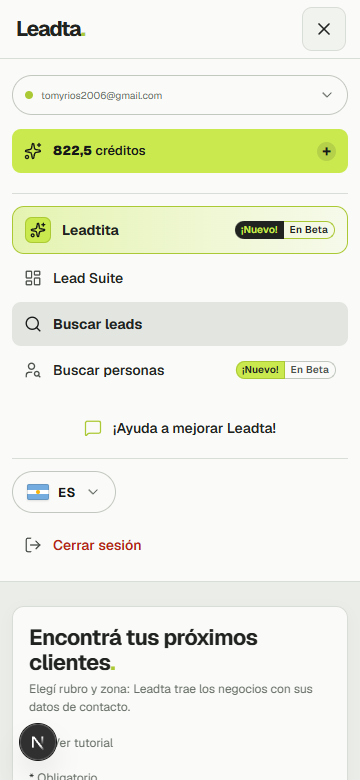 Leadta.
tomyrios2006@gmail.com
822,5 créditos
+
Leadtita
¡Nuevo! En Beta
Lead Suite
Buscar leads
Buscar personas
¡Nuevo! En Beta
¡Ayuda a mejorar Leadta!
ES
Cerrar sesión
Encontrá tus próximos
clientes.
Elegí rubro y zona: Leadta trae los negocios con sus
datos de contacto.
N
Ver tutorial
* Obligatorio